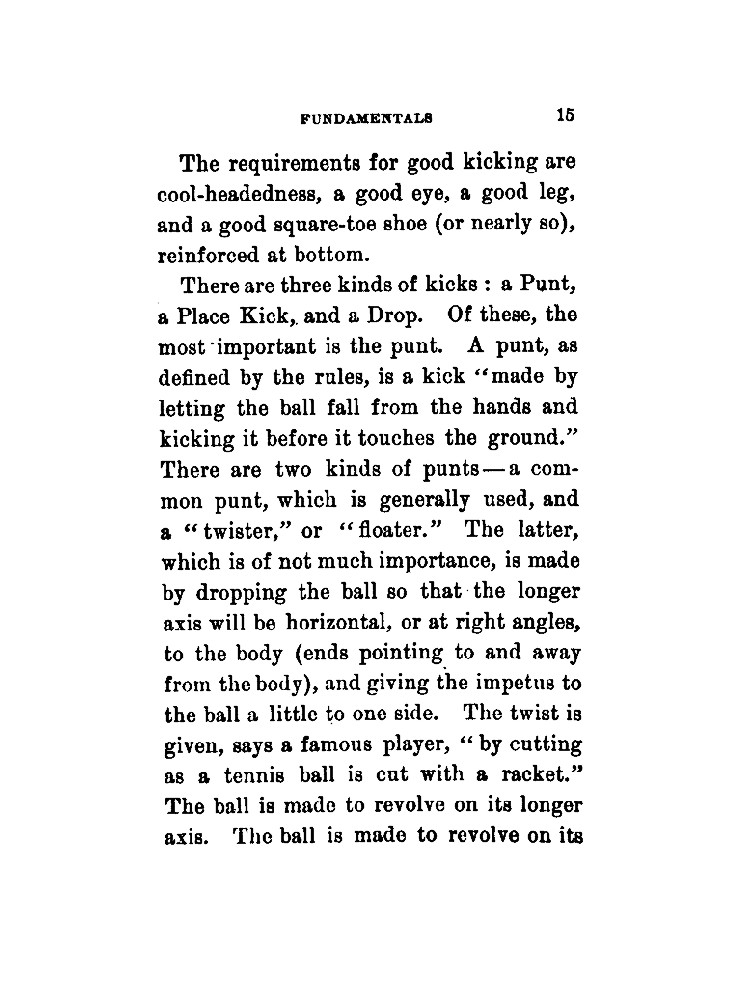 FUNDAMENTALS 15
The requirements for good kicking are
cool-headedness, a good eye, a good leg,
and a good square-toe shoe (or nearly so),
reinforced at bottom.
There are three kinds of kicks : a Punt,
a Place Kick, and a Drop. Of these, the
most important is the punt. A punt, as
defined by the rules, is a kick "made by
letting the ball fall from the hands and
kicking it before it touches the ground."
There are two kinds of punts—a com-
mon punt, which is generally used, and
a "twister," or "floater." The latter,
which is of not much importance, is made
by dropping the ball so that the longer
axis will be horizontal, or at right angles,
to the body (ends pointing to and away
from the body), and giving the impetus to
the ball a little to one side. The twist is
given, says a famous player, "by cutting
as a tennis ball is cut with a racket."
The ball is made to revolve on its longer
axis. The ball is made to revolve on its